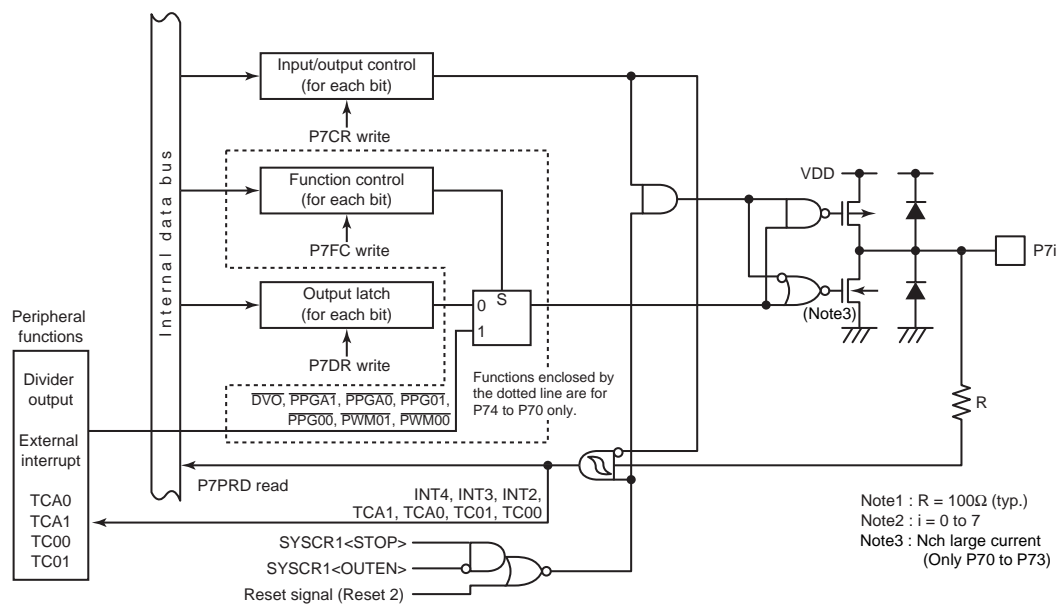 Internal data bus
Input/output control
(for each bit)
P7CR write
Function control
(for each bit)
P7FC write
Output latch
(for each bit)
P7DR write
S
0
1
Functions enclosed by
the dotted line are for
P74 to P70 only.
VDD
P7i
(Note3)
R
Peripheral
functions
Divider
output
External
interrupt
TCA0
TCA1
TC00
TC01
DVO, PPGA1, PPGA0, PPG01,
PPG00, PWM01, PWM00
P7PRD read
INT4, INT3, INT2,
TCA1, TCA0, TC01, TC00
SYSCR1<STOP>
SYSCR1<OUTEN>
Reset signal (Reset 2)
Note1 : R = 100Ω (typ.)
Note2 : i = 0 to 7
Note3 : Nch large current
(Only P70 to P73)